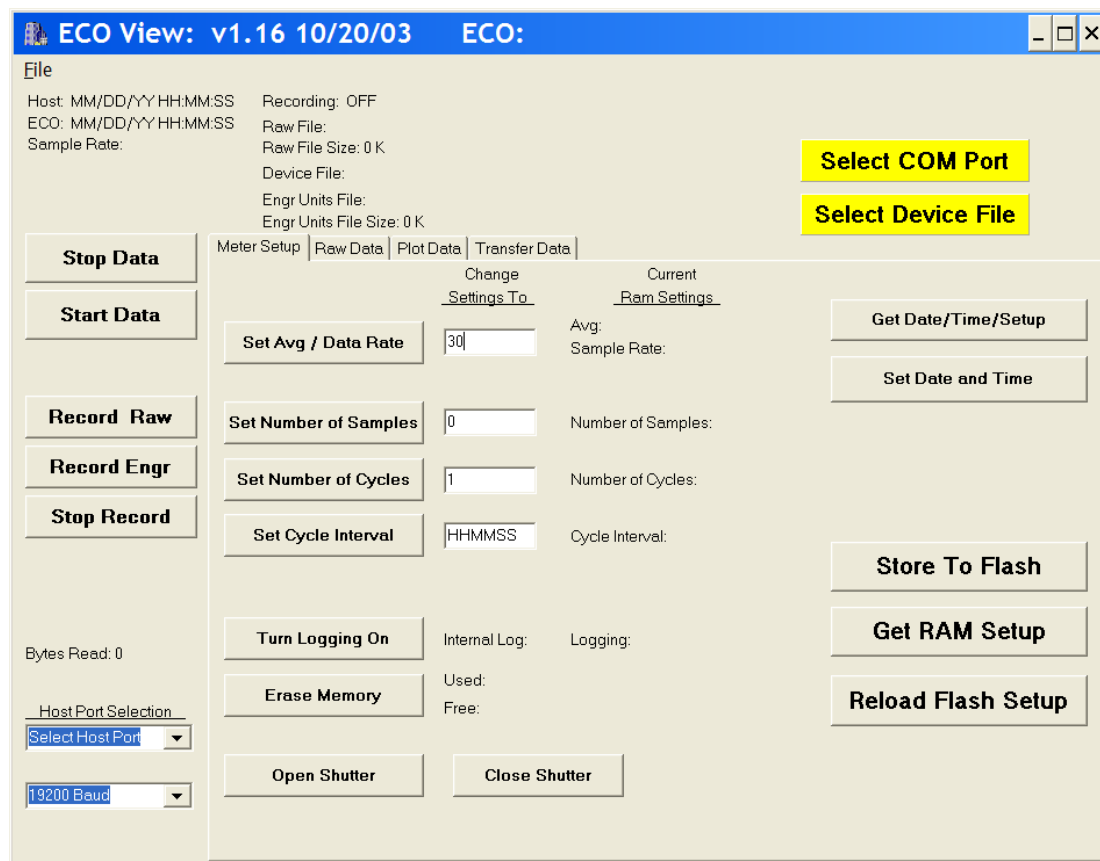 ECO View: v1.16 10/20/03 ECO:
File
Host: MM/DD/YY HH:MM:SS
ECO: MM/DD/YY HH:MM:SS
Sample Rate:
Recording: OFF
Raw File:
Raw File Size: 0 K
Device File:
Engr Units File:
Engr Units File Size: 0 K
Select COM Port
Select Device File
Stop Data
Start Data
Record Raw
Record Engr
Stop Record
Bytes Read: 0
Host Port Selection
Select Host Port
19200 Baud
Meter Setup Raw Data Plot Data Transfer Data
Change
Settings To
Current
Ram Settings
Set Avg / Data Rate 30
Avg:
Sample Rate:
Set Number of Samples 0 Number of Samples:
Set Number of Cycles 1 Number of Cycles:
Set Cycle Interval HHMMSS Cycle Interval:
Turn Logging On Internal Log: Logging:
Erase Memory
Used:
Free:
Open Shutter Close Shutter
Get Date/Time/Setup
Set Date and Time
Store To Flash
Get RAM Setup
Reload Flash Setup